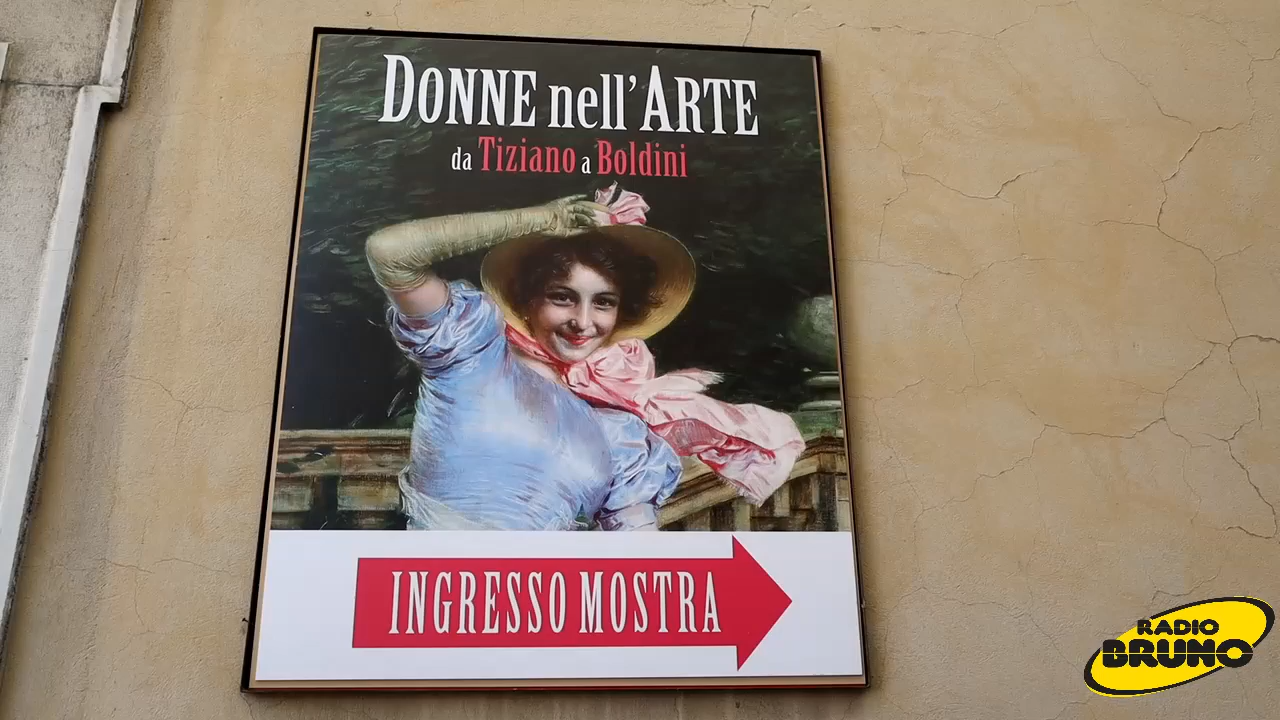 DONNE nell'ARTE
da Tiziano a Boldini
INGRESSO MOSTRA
RADIO
BRUNO